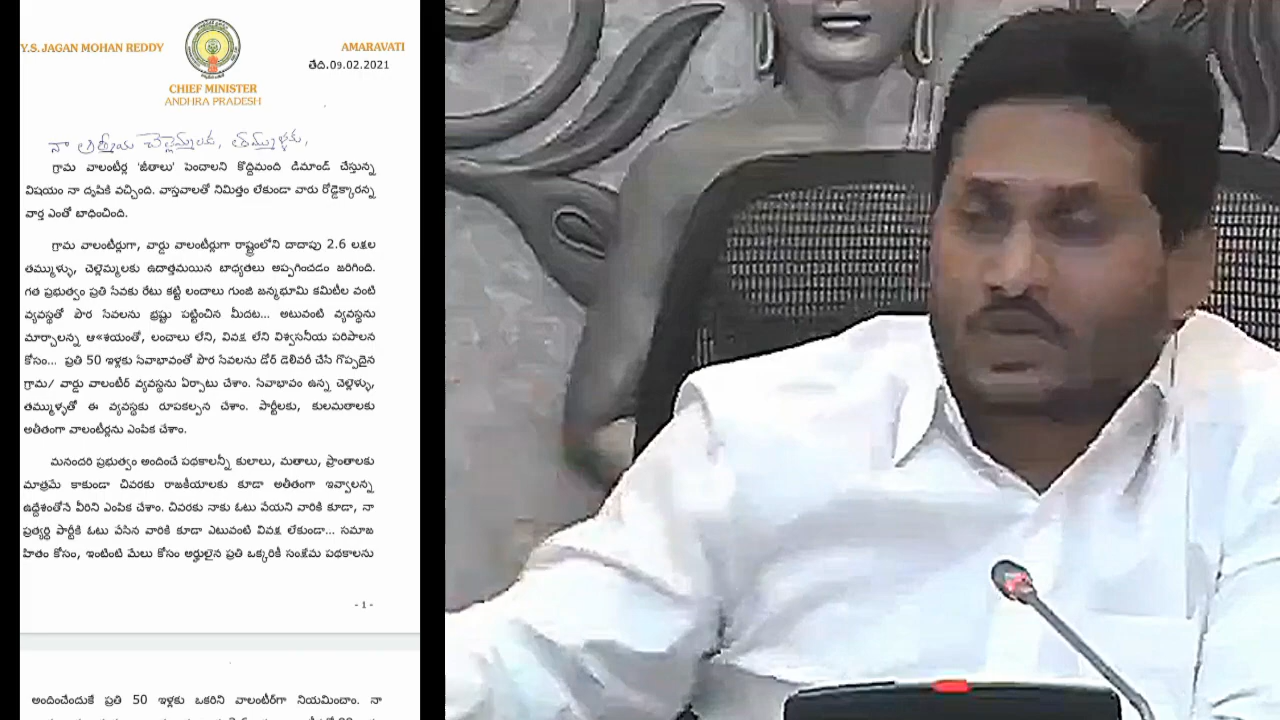 Y.S. JAGAN MOHAN REDDY
AMARAVATI
తేది.09.02.2021
CHIEF MINISTER
ANDHRA PRADESH
నా ఆత్మీయ చెల్లెమ్మలకు, తమ్ముళ్లకు,
గ్రామ వాలంటీర్ల 'జీతాలు' పెంచాలని కొద్దిమంది డిమాండ్ చేస్తున్న
విషయం నా దృష్టికి వచ్చింది. వాస్తవాలతో నిమిత్తం లేకుండా వారు రోడ్డెక్కారన్న
వార్త ఎంతో బాధించింది.
గ్రామ వాలంటీర్లుగా, వార్డు వాలంటీర్లుగా రాష్ట్రంలోని దాదాపు 2.6 లక్షల
తమ్ముళ్ళు, చెల్లెమ్మలకు ఉదాత్తమయిన బాధ్యతలు అప్పగించడం జరిగింది.
గత ప్రభుత్వం ప్రతి సేవకు రేటు కట్టి లంచాలు గుంజి జన్మభూమి కమిటీల వంటి
వ్యవస్థతో పౌర సేవలను భ్రష్టు పట్టించిన మీదట... అటువంటి వ్యవస్థను
మార్చాలన్న ఆ«శయంతో, లంచాలు లేని, వివక్ష లేని విశ్వసనీయ పరిపాలన
కోసం... ప్రతి 50 ఇళ్లకు సేవాభావంతో పౌర సేవలను డోర్ డెలివరీ చేసే గొప్పదైన
గ్రామ/ వార్డు వాలంటీర్ వ్యవస్థను ఏర్పాటు చేశాం. సేవాభావం ఉన్న చెల్లెళ్ళు,
తమ్ముళ్ళతో ఈ వ్యవస్థకు రూపకల్పన చేశాం. పార్టీలకు, కులమతాలకు
అతీతంగా వాలంటీర్లను ఎంపిక చేశాం.
మనందరి ప్రభుత్వం అందించే పథకాలన్నీ కులాలు, మతాలు, ప్రాంతాలకు
మాత్రమే కాకుండా చివరకు రాజకీయాలకు కూడా అతీతంగా ఇవ్వాలన్న
ఉద్దేశంతోనే వీరిని ఎంపిక చేశాం. చివరకు నాకు ఓటు వేయని వారికి కూడా, నా
ప్రత్యర్థి పార్టీకి ఓటు వేసిన వారికి కూడా ఎటువంటి వివక్ష లేకుండా... సమాజ
హితం కోసం, ఇంటింటి మేలు కోసం అర్హులైన ప్రతి ఒక్కరికీ సంక్షేమ పథకాలను
- 1 -
అందించేందుకే ప్రతి 50 ఇళ్లకు ఒకరిని వాలంటీర్‌గా నియమించాం. నా